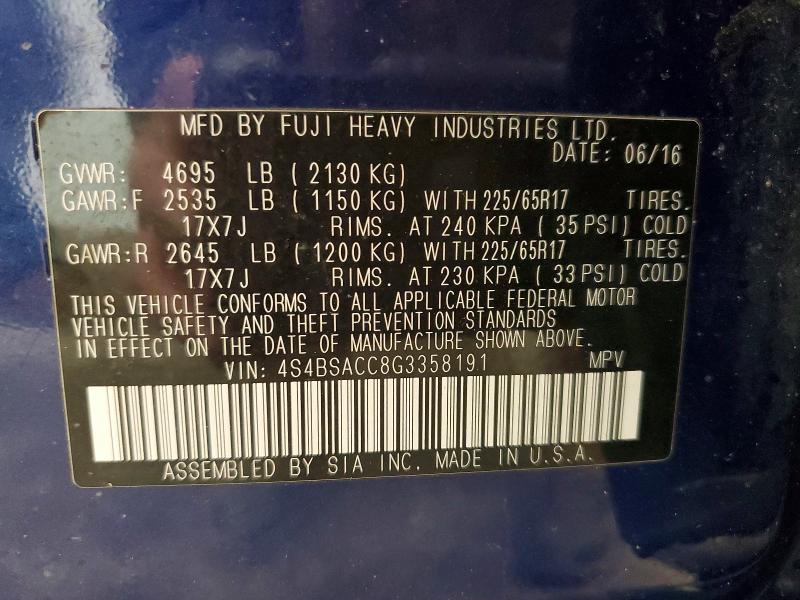 MFD BY FUJI HEAVY INDUSTRIES LTD.
DATE: 06/16
GVWR: 4695 LB ( 2130 KG)
GAWR:F 2535 LB ( 1150 KG) WITH 225/65R17 TIRES.
17X7J RIMS. AT 240 KPA ( 35 PSI) COLD
GAWR:R 2645 LB ( 1200 KG) WITH 225/65R17 TIRES.
17X7J RIMS. AT 230 KPA ( 33 PSI) COLD
THIS VEHICLE CONFORMS TO ALL APPLICABLE FEDERAL MOTOR
VEHICLE SAFETY AND THEFT PREVENTION STANDARDS
IN EFFECT ON THE DATE OF MANUFACTURE SHOWN ABOVE.
VIN: 4S4BSACC8G3358191 MPV
ASSEMBLED BY SIA INC. MADE IN U.S.A.